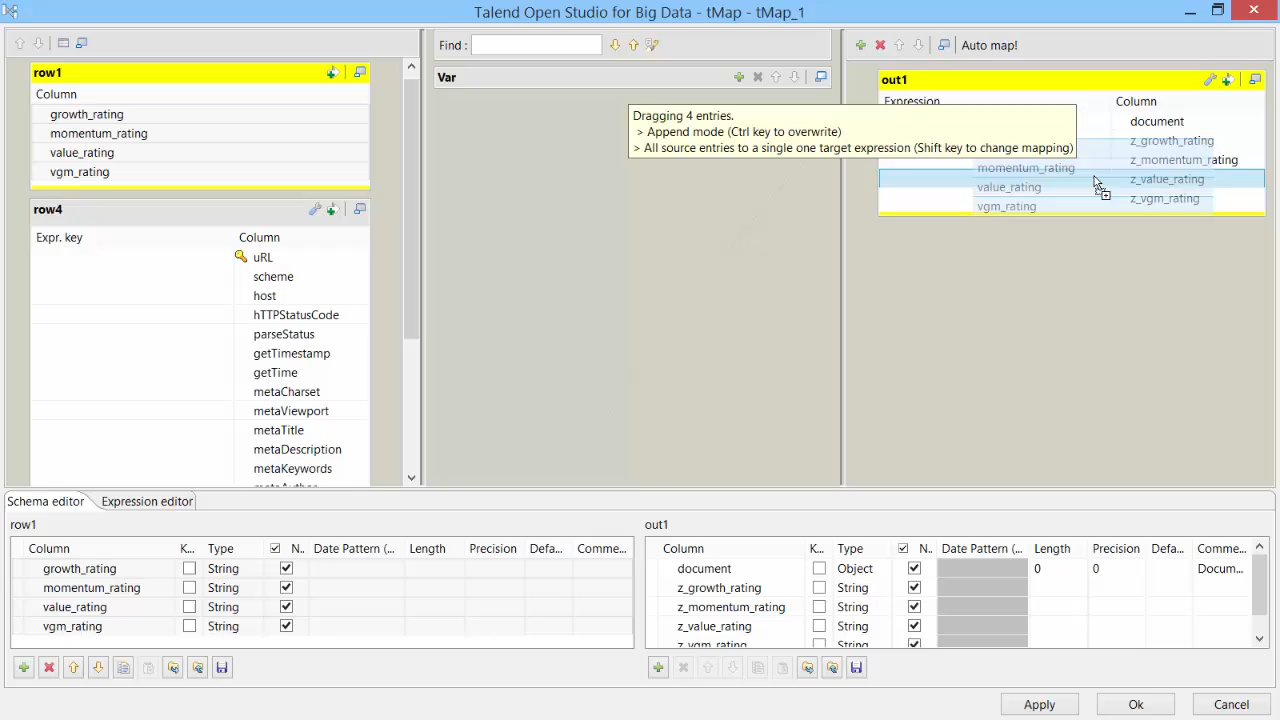 Talend Open Studio for Big Data - tMap - tMap_1
Find :
Auto map!
row1
Column
growth_rating
momentum_rating
value_rating
vgm_rating
row4
Expr. key
Column
uRL
scheme
host
hTTPStatusCode
parseStatus
getTimestamp
getTime
metaCharset
metaViewport
metaTitle
metaDescription
metaKeywords
Var
Dragging 4 entries.
> Append mode (Ctrl key to overwrite)
> All source entries to a single one target expression (Shift key to change mapping)
out1
Expression
Column
document
z_growth_rating
z_momentum_rating
z_value_rating
z_vgm_rating
momentum_rating
value_rating
vgm_rating
Schema editor
Expression editor
row1
Column K... Type N.. Date Pattern (... Length Precision Defa... Comme...
growth_rating String
momentum_rating String
value_rating String
vgm_rating String
out1
Column K... Type N.. Date Pattern (... Length Precision Defa... Comme...
document Object 0 0 Docum...
z_growth_rating String
z_momentum_rating String
z_value_rating String
z_vgm_rating String
Apply
Ok
Cancel